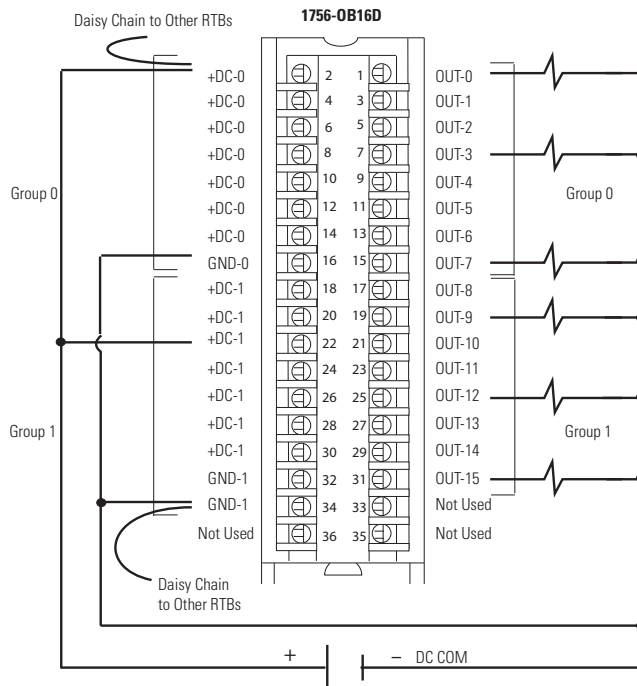 1756-OB16D
Daisy Chain to Other RTBs
+DC-0 2 1 OUT-0
+DC-0 4 3 OUT-1
+DC-0 6 5 OUT-2
+DC-0 8 7 OUT-3
+DC-0 10 9 OUT-4
Group 0 Group 0
+DC-0 12 11 OUT-5
+DC-0 14 13 OUT-6
GND-0 16 15 OUT-7
+DC-1 18 17 OUT-8
+DC-1 20 19 OUT-9
+DC-1 22 21 OUT-10
+DC-1 24 23 OUT-11
+DC-1 26 25 OUT-12
+DC-1 28 27 OUT-13
Group 1 Group 1
+DC-1 30 29 OUT-14
GND-1 32 31 OUT-15
GND-1 34 33 Not Used
Not Used 36 35 Not Used
Daisy Chain
to Other RTBs
+ – DC COM